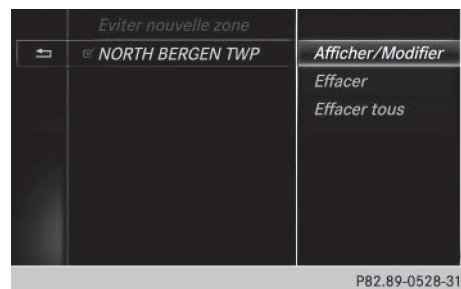 Eviter nouvelle zone
NORTH BERGEN TWP
Afficher/Modifier
Effacer
Effacer tous
P82.89-0528-31